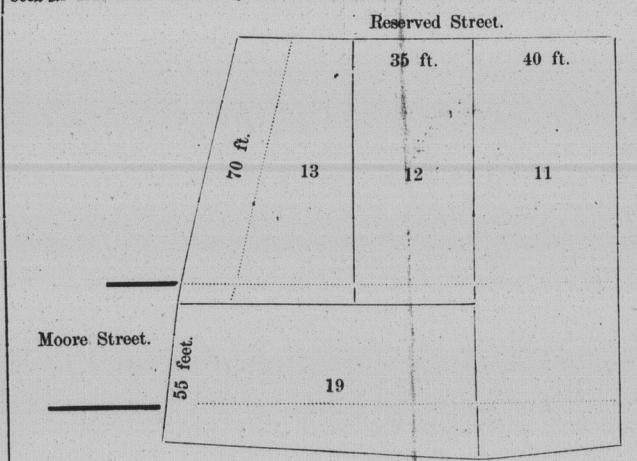 Reserved Street.
35 ft.
40 ft.
70 ft.
13
12
11
Moore Street.
55 feet.
19